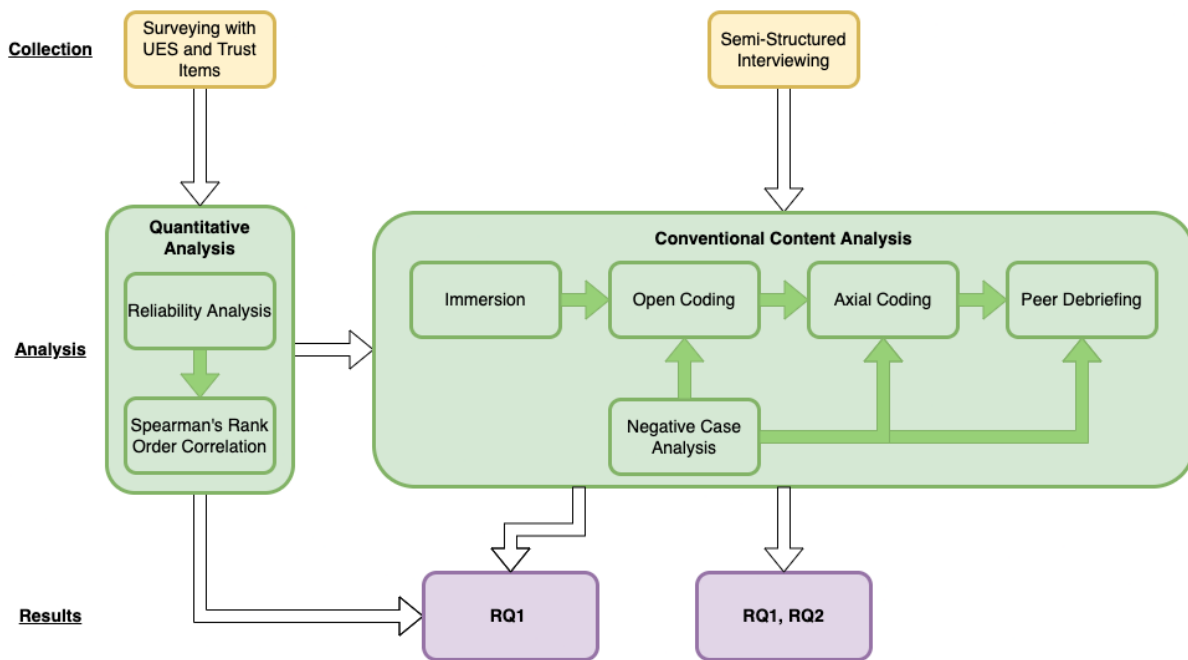 Collection
Surveying with
UES and Trust
Items
Semi-Structured
Interviewing
Analysis
Quantitative
Analysis
Reliability Analysis
Spearman's Rank
Order Correlation
Conventional Content Analysis
Immersion
Open Coding
Axial Coding
Peer Debriefing
Negative Case
Analysis
Results
RQ1
RQ1, RQ2